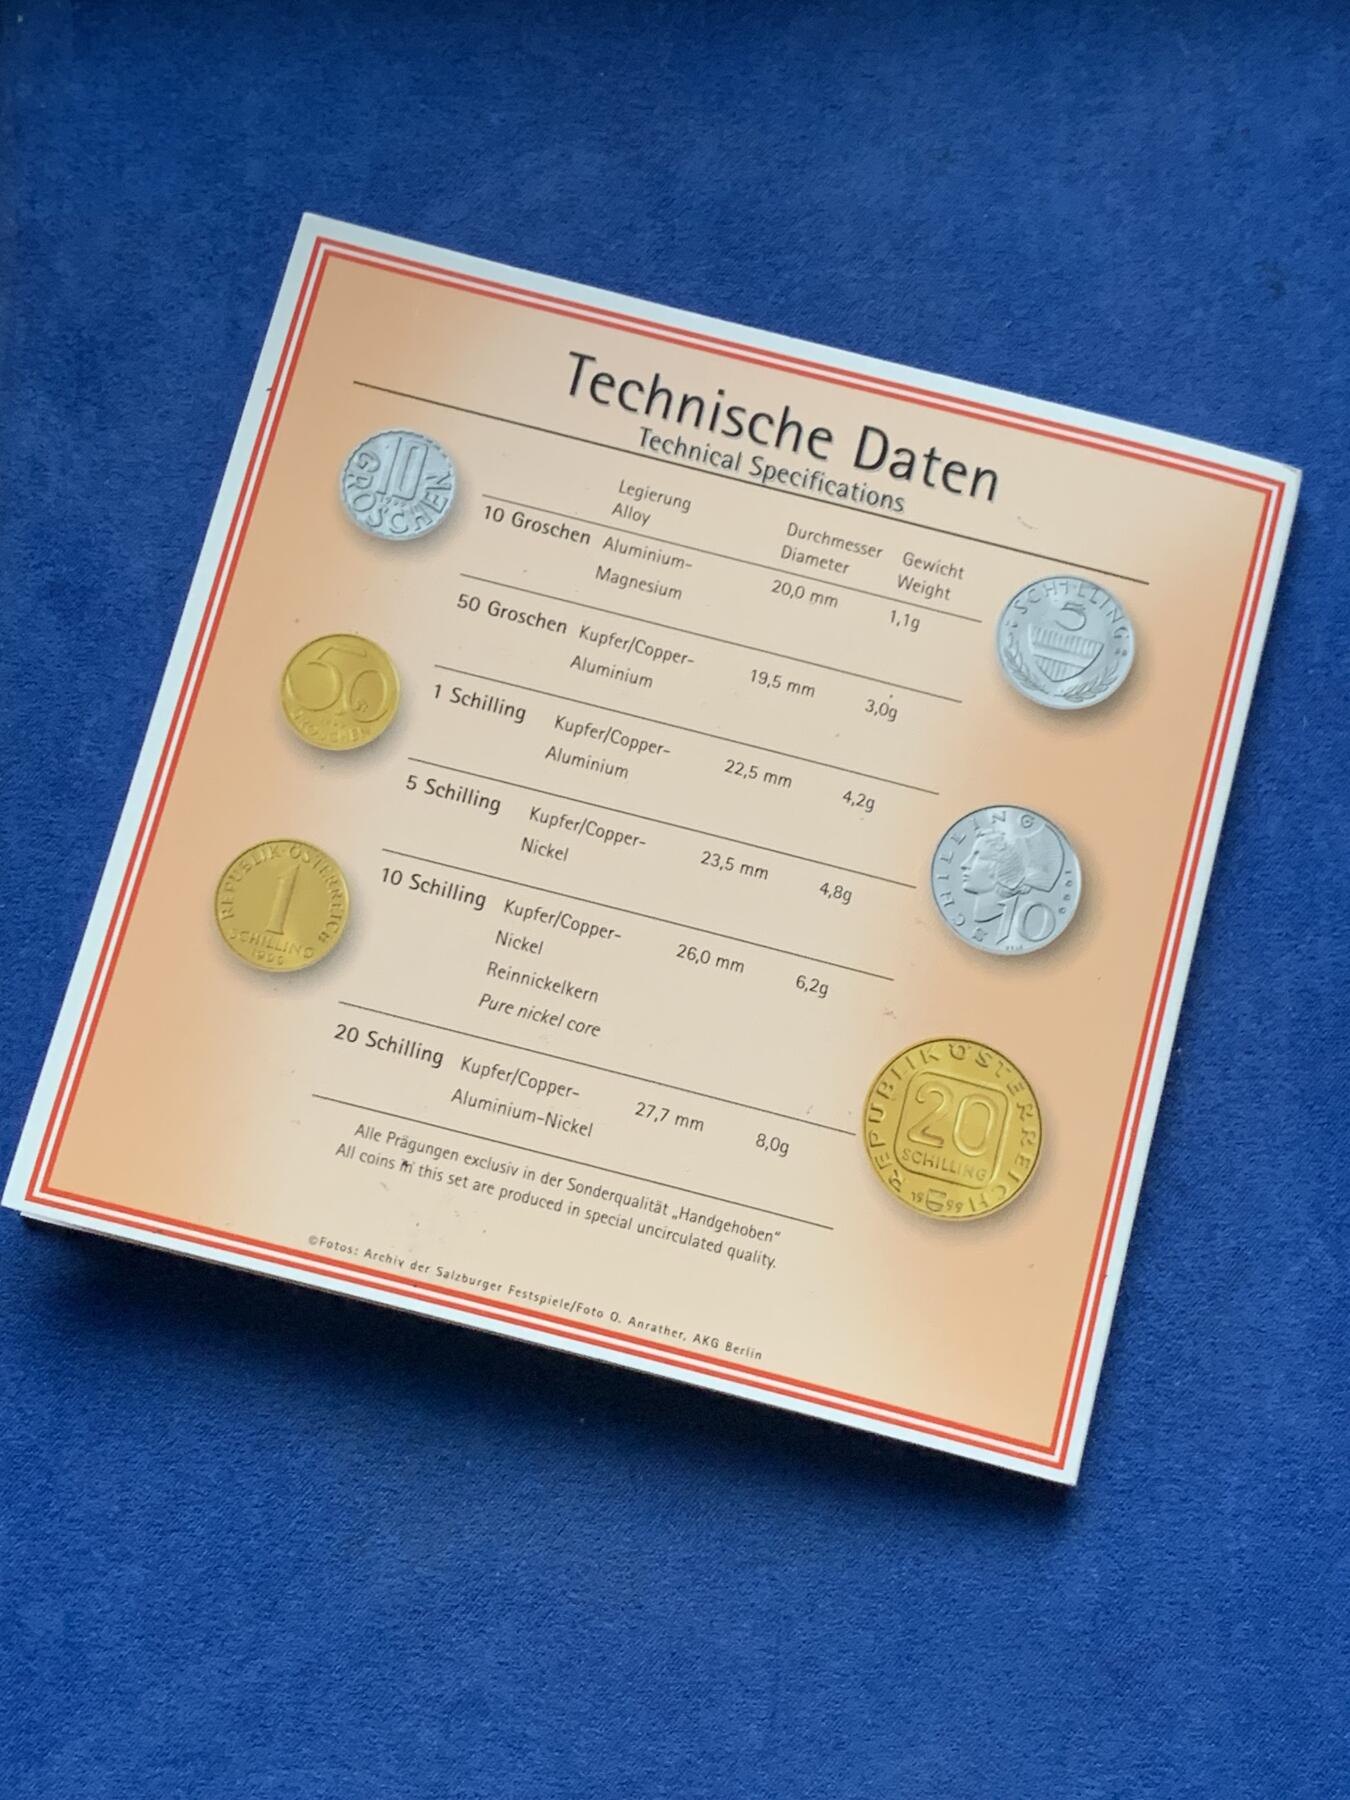 Technische Daten
Technical Specifications
Legierung Durchmesser Gewicht
Alloy Diameter Weight
10 Groschen Aluminium- 20,0 mm 1,1g
Magnesium
50 Groschen Kupfer/Copper- 19,5 mm 3,0g
Aluminium
1 Schilling Kupfer/Copper- 22,5 mm 4,2g
Aluminium
5 Schilling Kupfer/Copper- 23,5 mm 4,8g
Nickel
10 Schilling Kupfer/Copper- 26,0 mm 6,2g
Nickel
Reinnickelkern
Pure nickel core
20 Schilling Kupfer/Copper- 27,7 mm 8,0g
Aluminium-Nickel
Alle Prägungen exclusiv in der Sonderqualität „Handgehoben“
All coins in this set are produced in special uncirculated quality.
©Fotos: Archiv der Salzburger Festspiele/Foto O. Anrather, AKG Berlin
10
GROSCHEN
50
GROSCHEN
REPUBLIK·ÖSTERREICH
1
SCHILLING
1999
SCHILLING
5
SCHILLING
10
REPUBLIK ÖSTERREICH
20
SCHILLING
1999